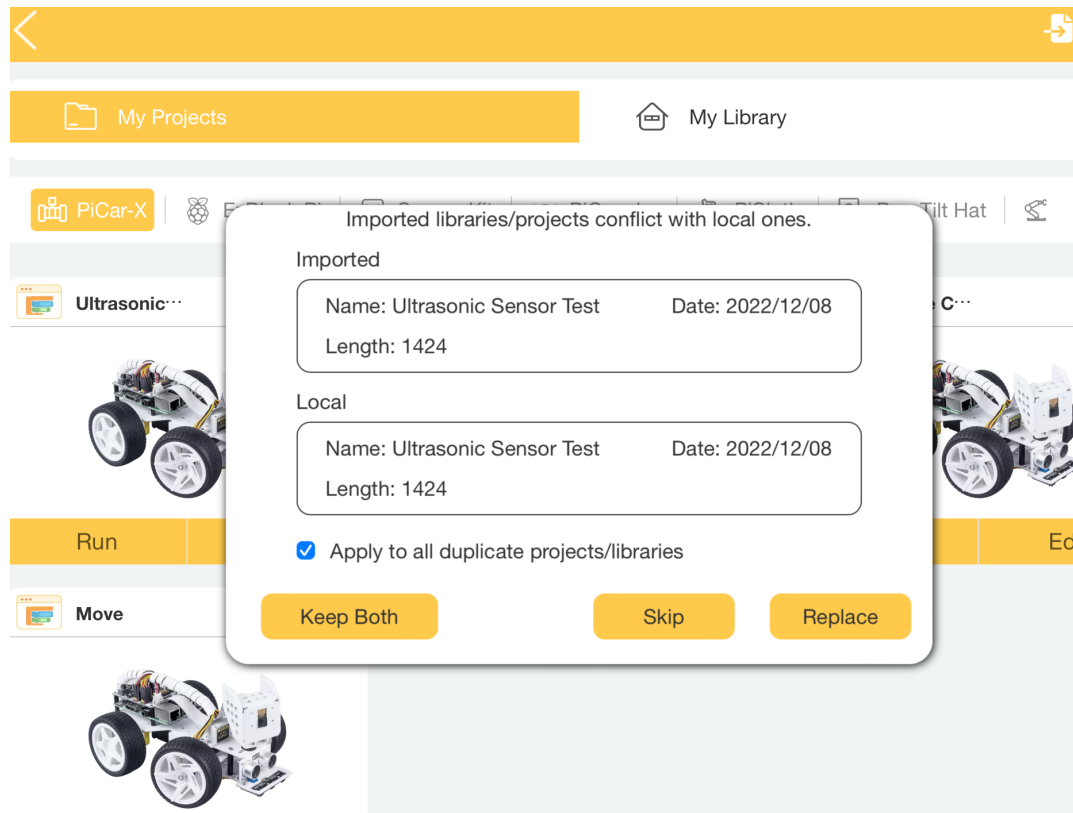 My Projects
My Library
PiCar-X
Tilt Hat
Imported libraries/projects conflict with local ones.
Imported
Name: Ultrasonic Sensor Test Date: 2022/12/08
Length: 1424
Local
Name: Ultrasonic Sensor Test Date: 2022/12/08
Length: 1424
Apply to all duplicate projects/libraries
Keep Both Skip Replace
Ultrasonic···
C···
Run
Ed
Move